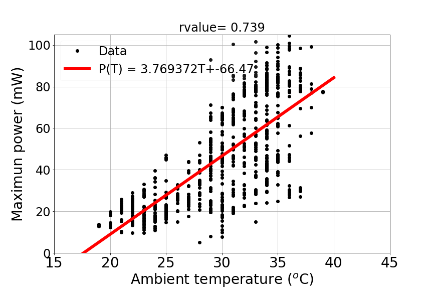 rvalue= 0.739
100
80
60
40
20
0
Maximun power (mW)
Data
P(T) = 3.769372T+-66.47
15 20 25 30 35 40 45
Ambient temperature (°C)